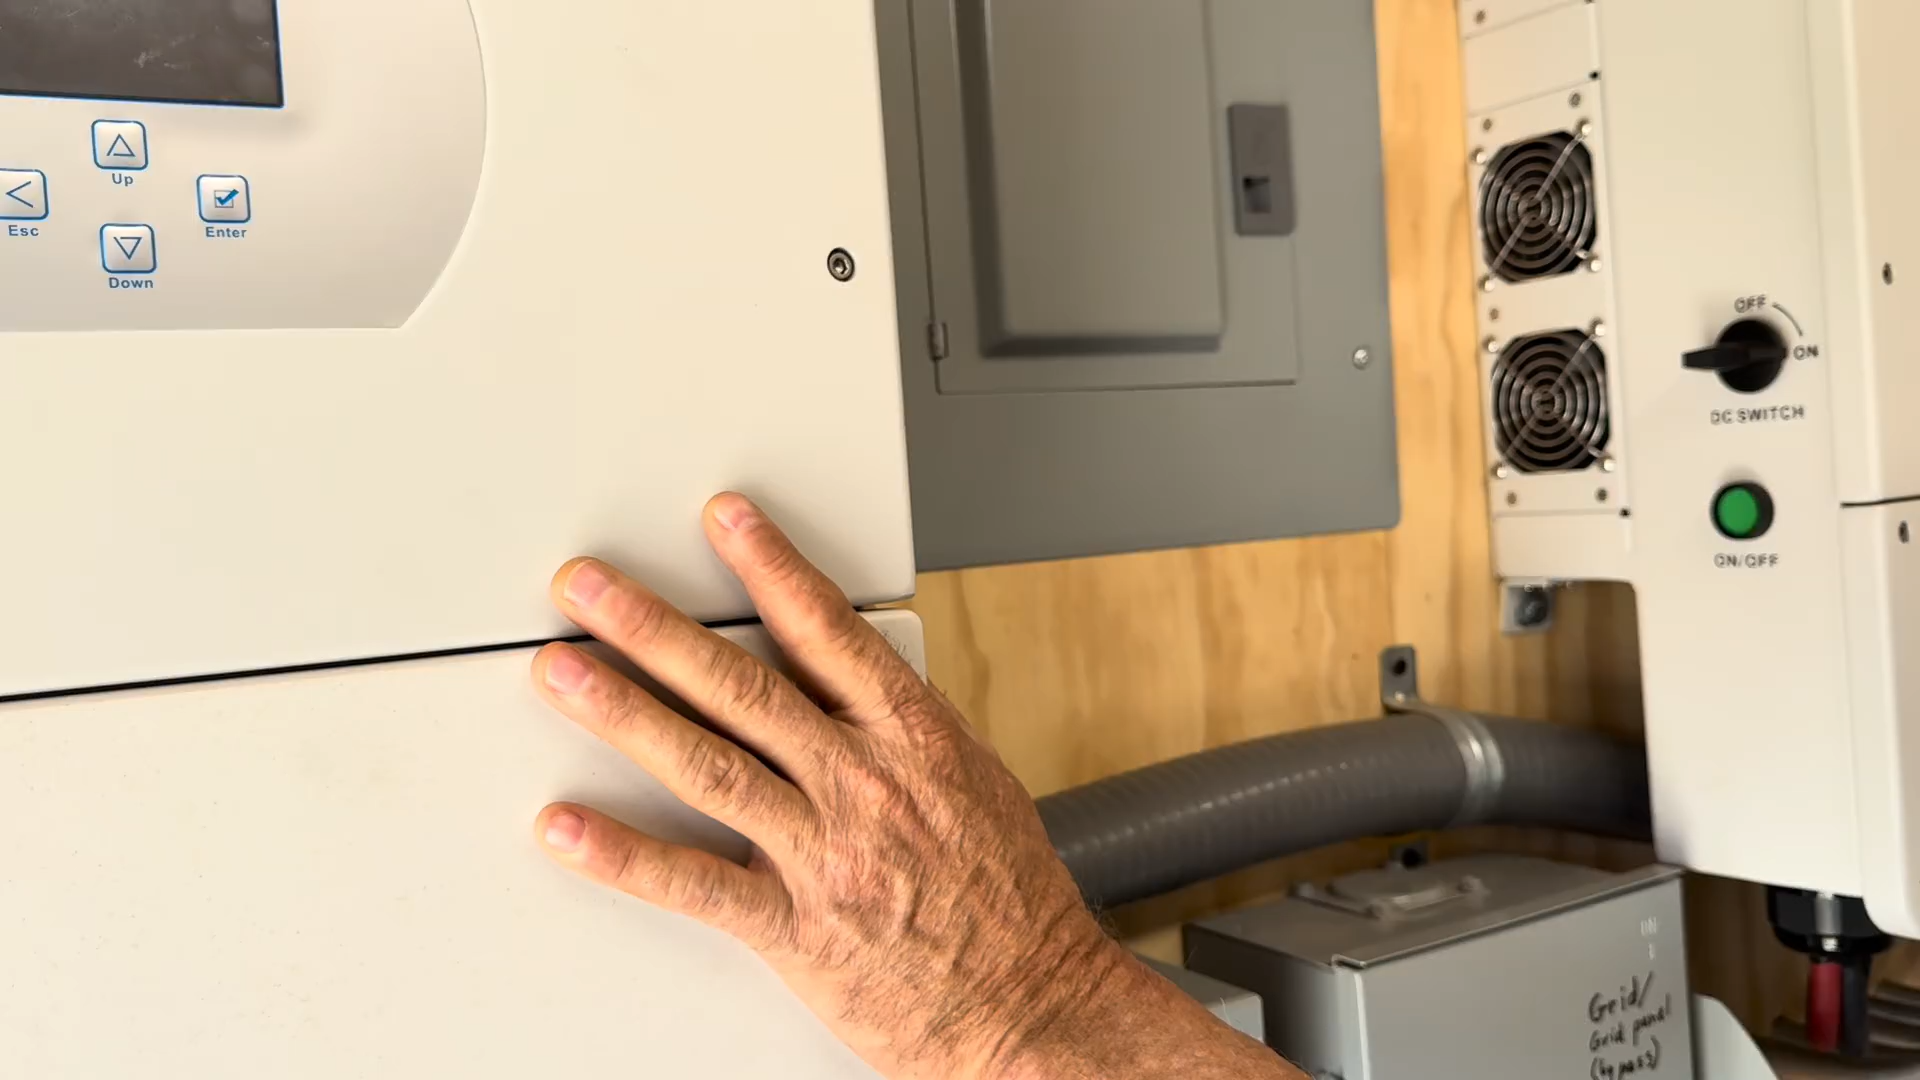 Up
Esc
Enter
Down
OFF
ON
DC SWITCH
ON/OFF
Grid/
Grid panel
(bypass)